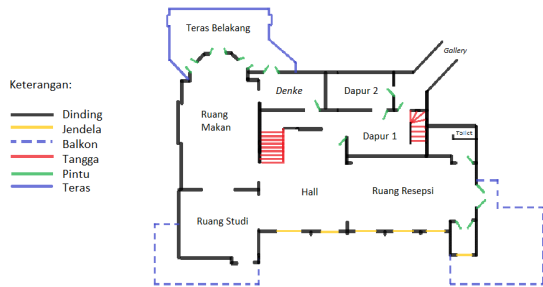 Teras Belakang
Gallery
Keterangan:
Denke
Dapur 2
Dinding
Jendela
Balkon
Tangga
Pintu
Teras
Ruang
Makan
Dapur 1
Toilet
Hall
Ruang Resepsi
Ruang Studi